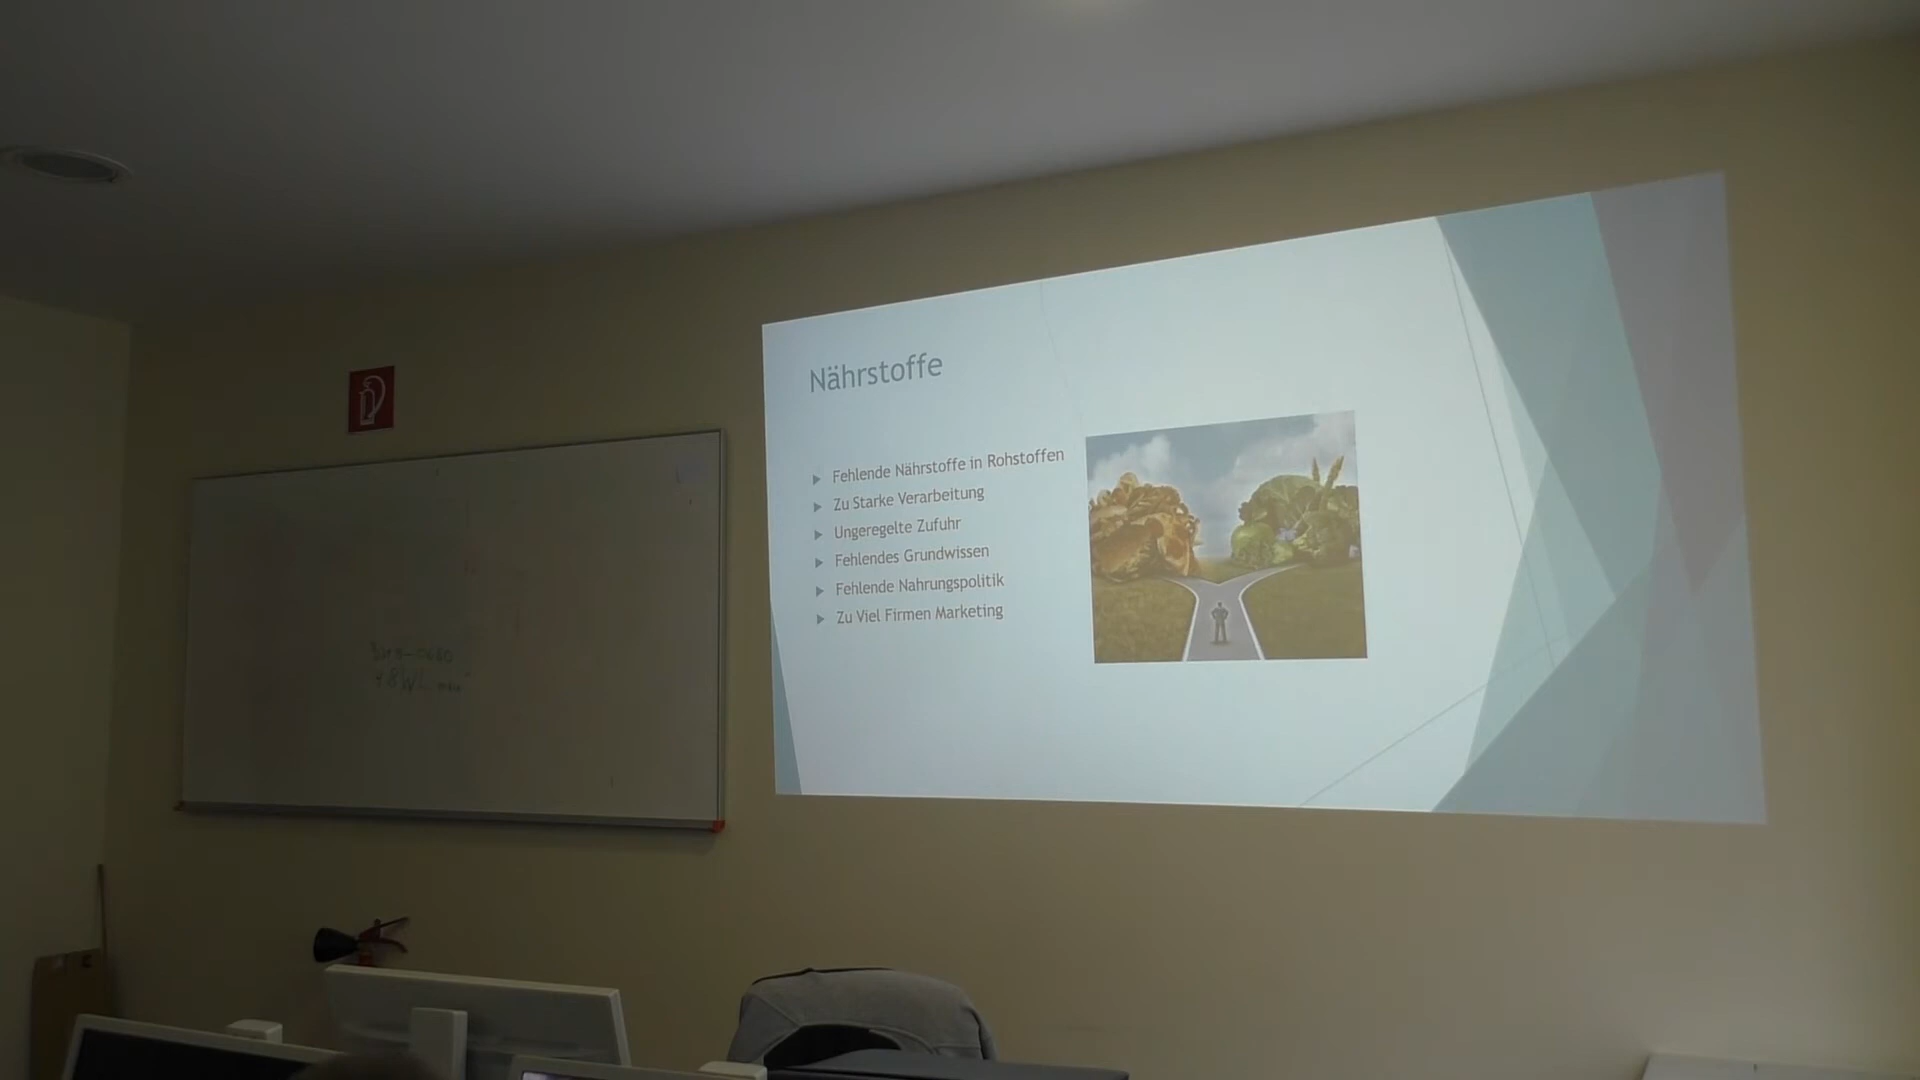 Nährstoffe
Fehlende Nährstoffe in Rohstoffen
Zu Starke Verarbeitung
Ungeregelte Zufuhr
Fehlendes Grundwissen
Fehlende Nahrungspolitik
Zu Viel Firmen Marketing